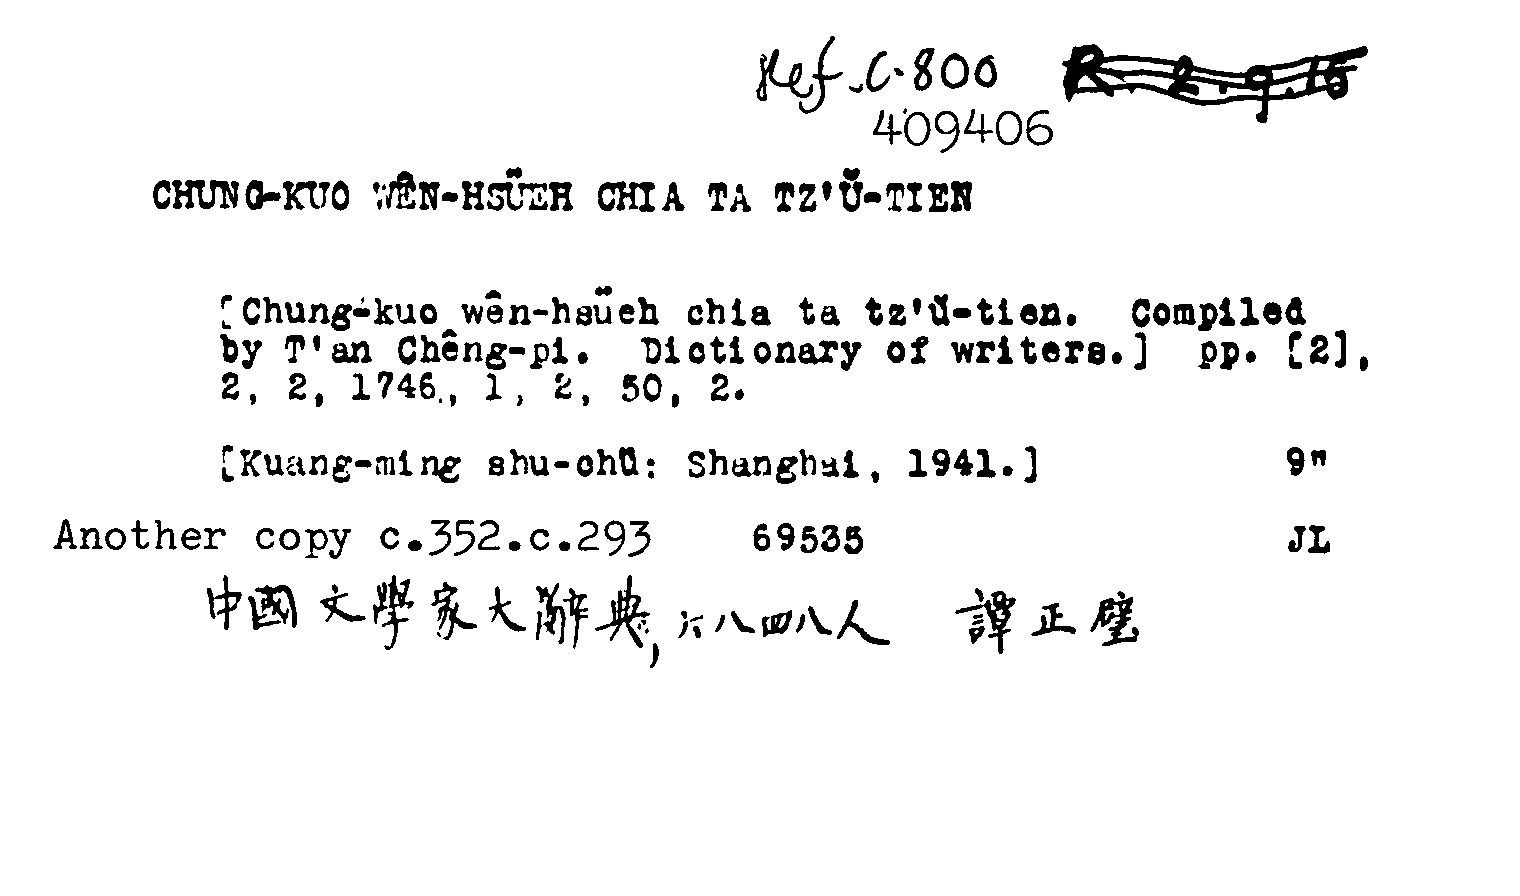 Ref.C.800 R. 2.9.15
409406
CHUNG-KUO WÊN-HSÜEH CHIA TA TZ'Ŭ-TIEN
[Chung-kuo wên-hsüeh chia ta tz'ŭ-tien. Compiled
by T'an Chêng-pi. Dictionary of writers.] pp. [2],
2, 2, 1746, 1, 2, 50, 2.
[Kuang-ming shu-chü: Shanghai, 1941.] 9"
Another copy c.352.c.293 69535 JL
中國文學家大辭典, 六八四八人 譚正璧